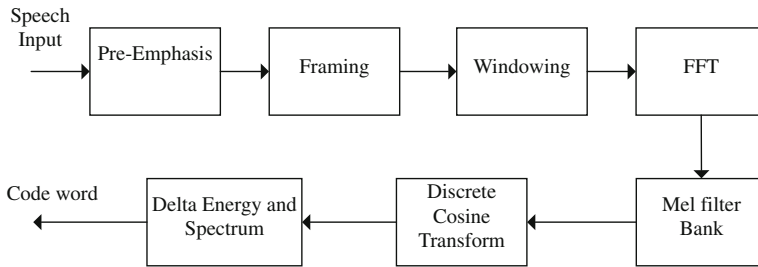 Speech
Input
Pre-Emphasis
Framing
Windowing
FFT
Code word
Delta Energy and
Spectrum
Discrete
Cosine
Transform
Mel filter
Bank